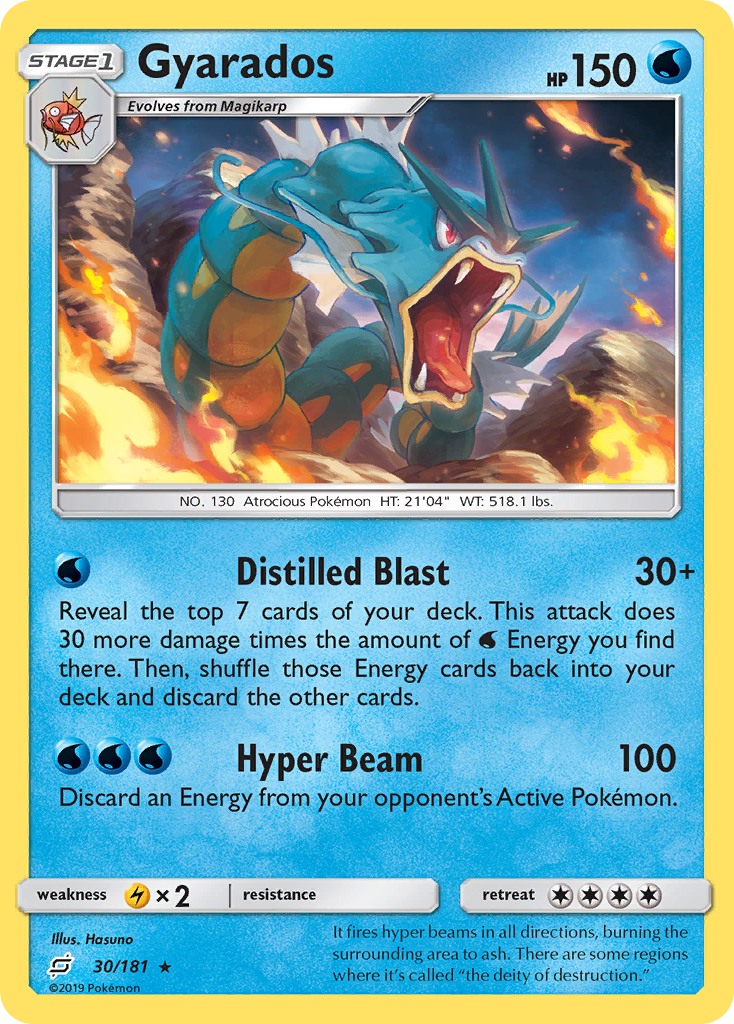 STAGE1
Gyarados
HP 150
Evolves from Magikarp
NO. 130 Atrocious Pokémon HT: 21'04" WT: 518.1 lbs.
Distilled Blast 30+
Reveal the top 7 cards of your deck. This attack does
30 more damage times the amount of Energy you find
there. Then, shuffle those Energy cards back into your
deck and discard the other cards.
Hyper Beam 100
Discard an Energy from your opponent's Active Pokémon.
weakness ×2 resistance retreat
Illus. Hasuno
30/181 ★
©2019 Pokémon
It fires hyper beams in all directions, burning the
surrounding area to ash. There are some regions
where it's called "the deity of destruction."